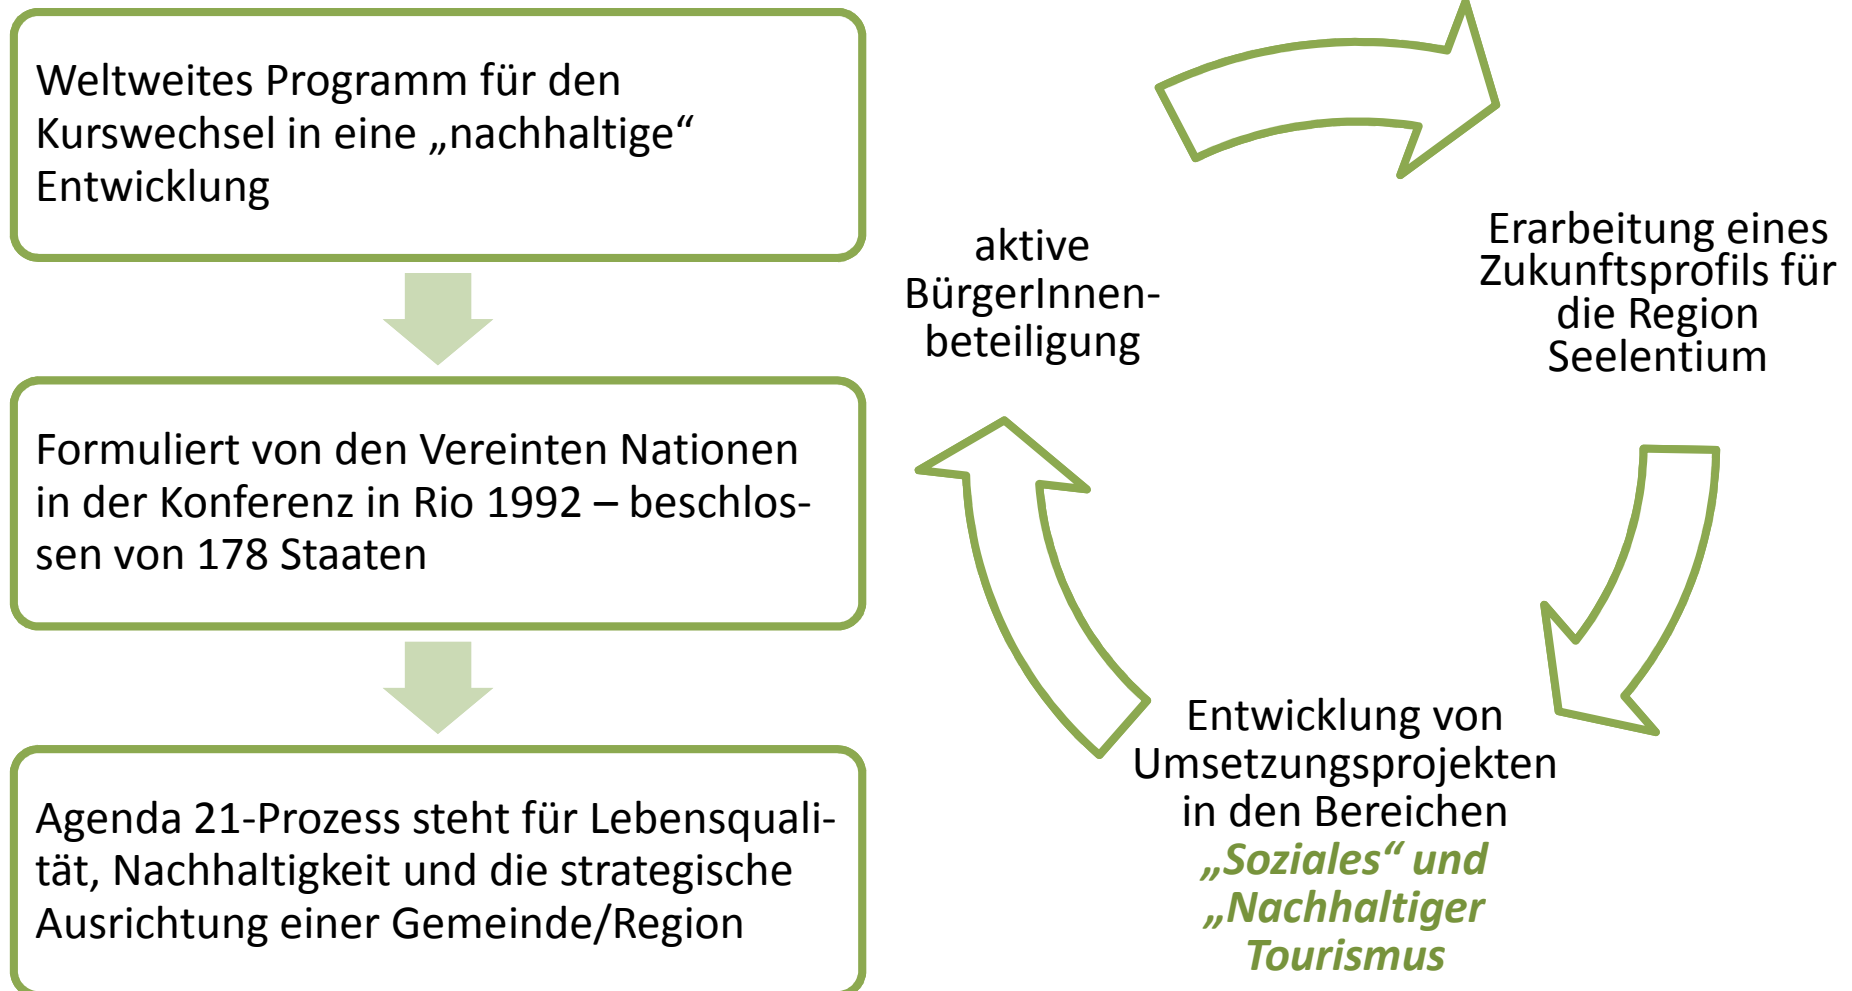 Weltweites Programm für den
Kurswechsel in eine „nachhaltige“
Entwicklung
Formuliert von den Vereinten Nationen
in der Konferenz in Rio 1992 – beschlos-
sen von 178 Staaten
Agenda 21-Prozess steht für Lebensquali-
tät, Nachhaltigkeit und die strategische
Ausrichtung einer Gemeinde/Region
aktive
BürgerInnen-
beteiligung
Erarbeitung eines
Zukunftsprofils für
die Region
Seelentium
Entwicklung von
Umsetzungsprojekten
in den Bereichen
„Soziales“ und
„Nachhaltiger
Tourismus